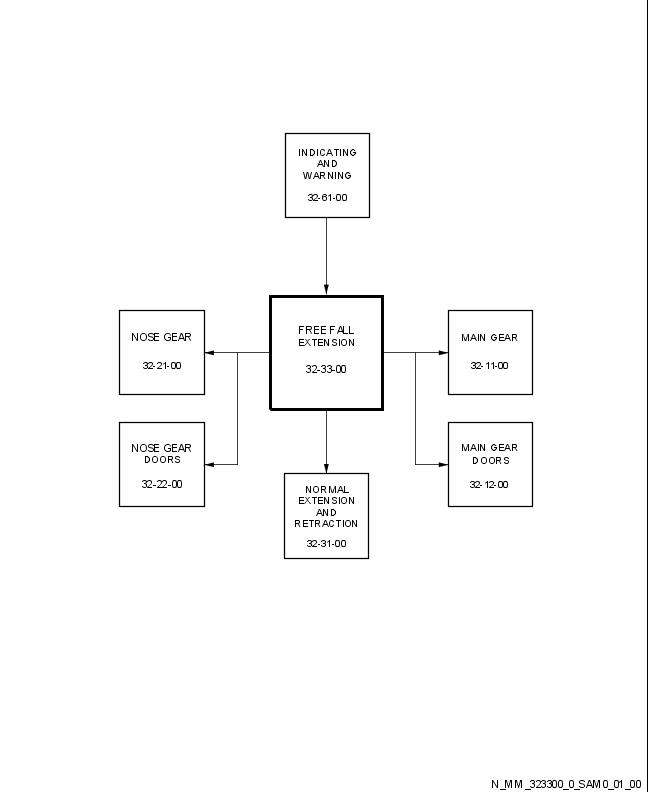 INDICATING
AND
WARNING
32-61-00
FREE FALL
EXTENSION
32-33-00
NOSE GEAR
32-21-00
MAIN GEAR
32-11-00
NOSE GEAR
DOORS
32-22-00
MAIN GEAR
DOORS
32-12-00
NORMAL
EXTENSION
AND
RETRACTION
32-31-00
N_MM_323300_0_SAM0_01_00